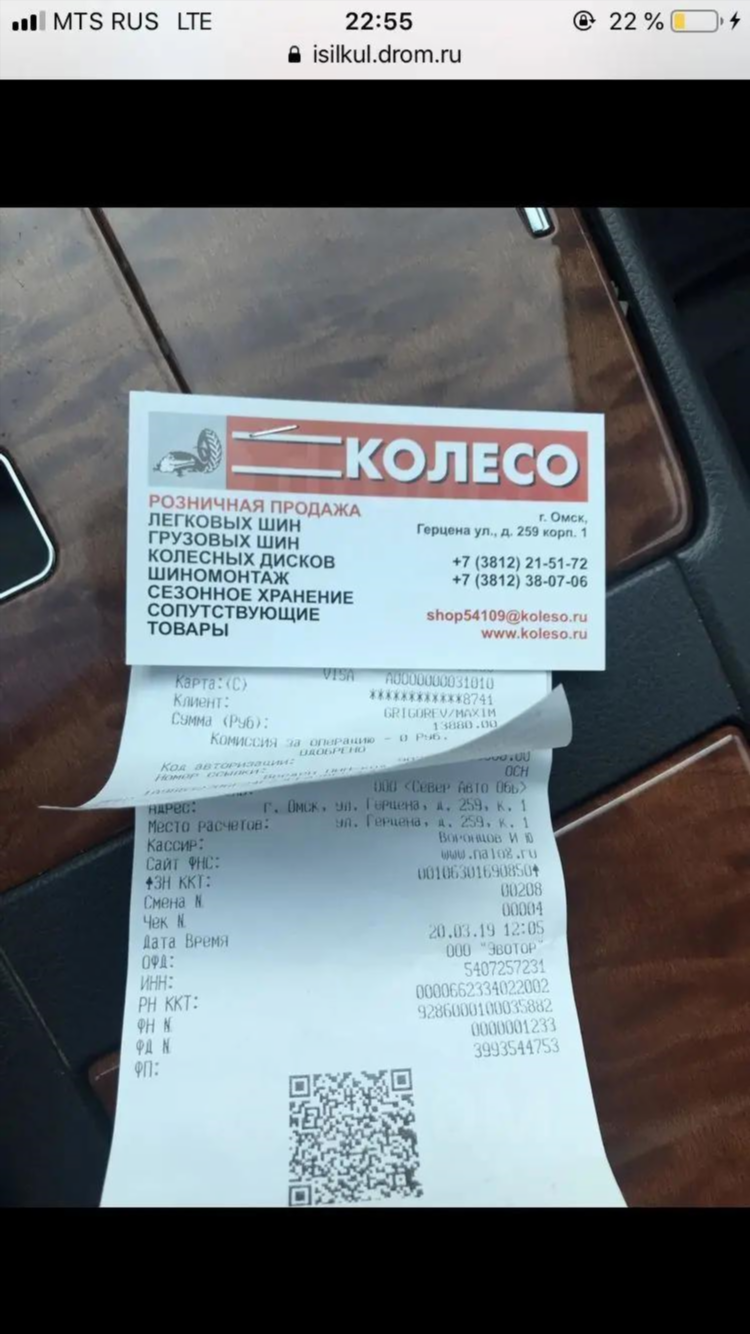 MTS RUS LTE 22:55 22 %
isilkul.drom.ru
КОЛЕСО
РОЗНИЧНАЯ ПРОДАЖА
ЛЕГКОВЫХ ШИН
ГРУЗОВЫХ ШИН
КОЛЕСНЫХ ДИСКОВ
ШИНОМОНТАЖ
СЕЗОННОЕ ХРАНЕНИЕ
СОПУТСТВУЮЩИЕ
ТОВАРЫ
г. Омск,
Герцена ул., д. 259 корп. 1
+7 (3812) 21-51-72
+7 (3812) 38-07-06
shop54109@koleso.ru
www.koleso.ru
VISA A0000000031010
Карта:(C) ************8741
Клиент: GRIGOREV/MAXIM
Сумма (Руб): 13880.00
Комиссия за операцию - 0 Руб.
ОДОБРЕНО
Код авторизации:
Номер ссылки:
ОСН
ООО <Север Авто Обь>
Адрес: г. Омск, ул. Герцена, д. 259, к. 1
Место расчетов: ул. Герцена, д. 259, к. 1
Кассир: Воронцов И Ю
Сайт ФНС: www.nalog.ru
ЗН ККТ: 00106301690850
Смена N 00208
Чек N 00004
Дата Время 20.03.19 12:05
ОФД: ООО "Эвотор"
ИНН: 5407257231
РН ККТ: 0000662334022002
ФН N 9286000100035882
ФД N 0000001233
ФП: 3993544753